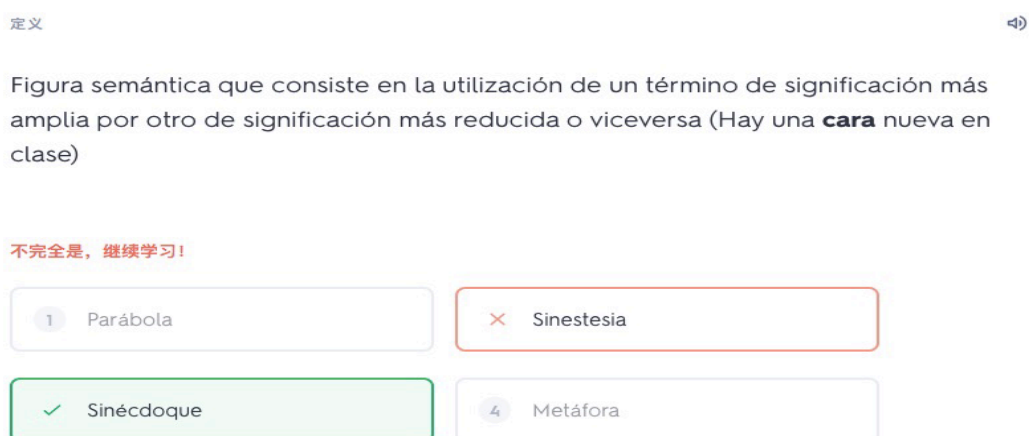 定义
Figura semántica que consiste en la utilización de un término de significación más
amplia por otro de significación más reducida o viceversa (Hay una cara nueva en
clase)
不完全是，继续学习!
1 Parábola
Sinestesia
Sinécdoque
4 Metáfora